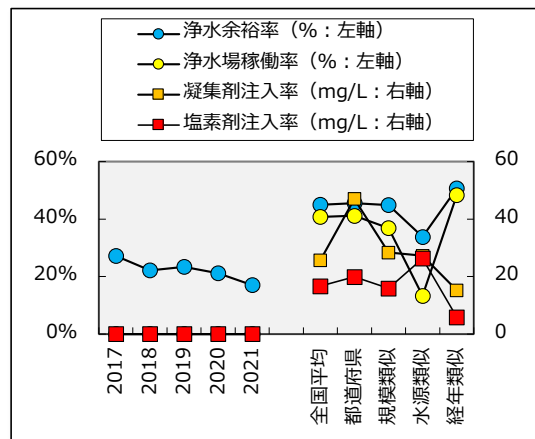 浄水余裕率（%：左軸）
浄水場稼働率（%：左軸）
凝集剤注入率（mg/L：右軸）
塩素剤注入率（mg/L：右軸）
60%
40%
20%
0%
60
40
20
0
2017
2018
2019
2020
2021
全国平均
都道府県
規模類似
水源類似
経年類似